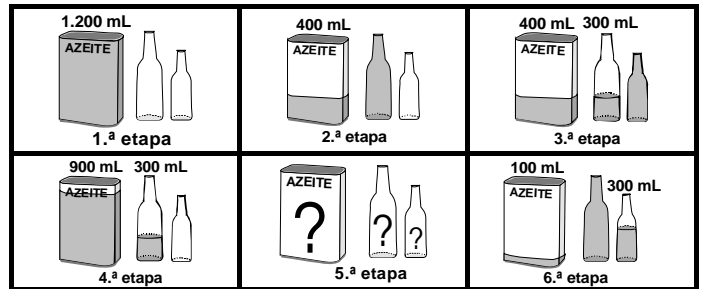 1.200 mL
AZEITE
1.ª etapa
400 mL
AZEITE
2.ª etapa
400 mL 300 mL
AZEITE
3.ª etapa
900 mL 300 mL
AZEITE
4.ª etapa
AZEITE
? ? ?
5.ª etapa
100 mL
AZEITE
300 mL
6.ª etapa